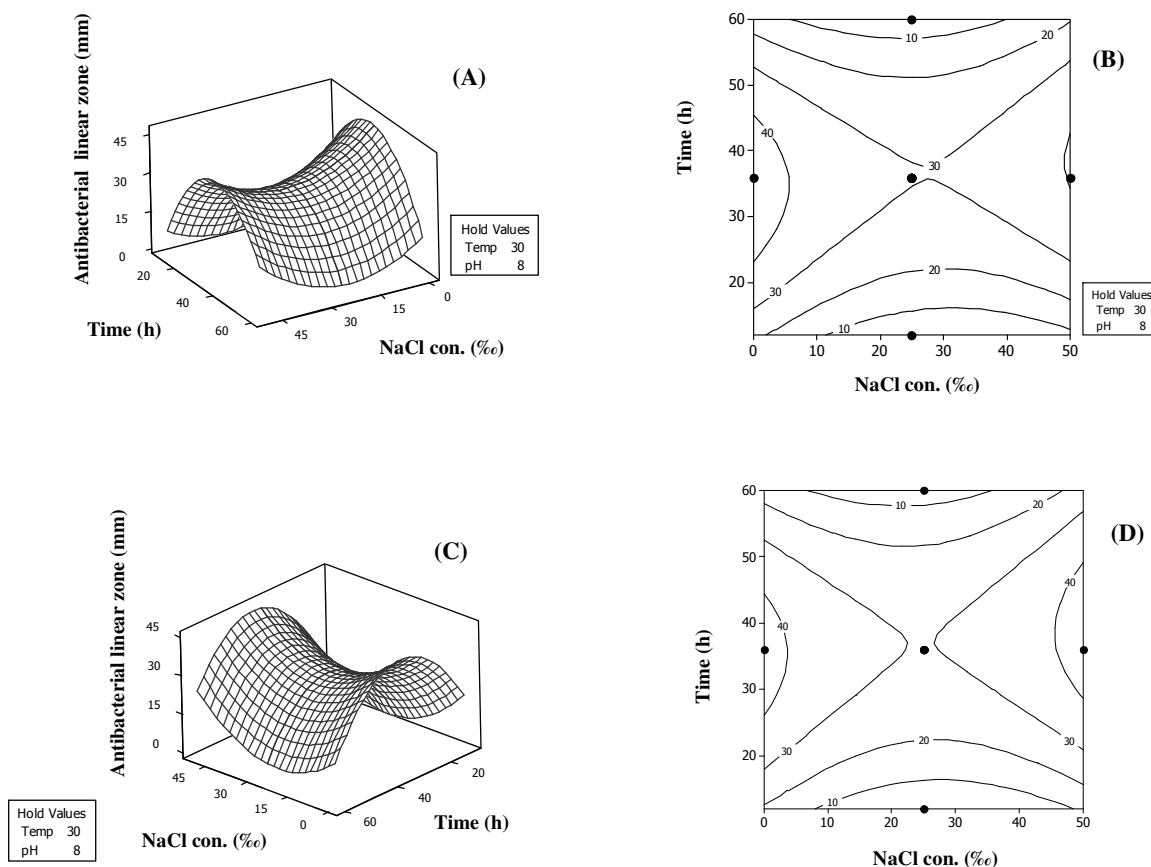 (A)
Antibacterial linear zone (mm)
45
30
15
0
20
40
60
Time (h)
45
30
15
0
NaCl con. (‰)
Hold Values
Temp 30
pH 8
(B)
Time (h)
60
50
40
30
20
10
20
40
30
30
20
10
0 10 20 30 40 50
NaCl con. (‰)
Hold Values
Temp 30
pH 8
(C)
Antibacterial linear zone (mm)
45
30
15
0
45
30
15
0
NaCl con. (‰)
20
40
60
Time (h)
Hold Values
Temp 30
pH 8
(D)
Time (h)
60
50
40
30
20
10
20
40
40
30
30
20
10
0 10 20 30 40 50
NaCl con. (‰)